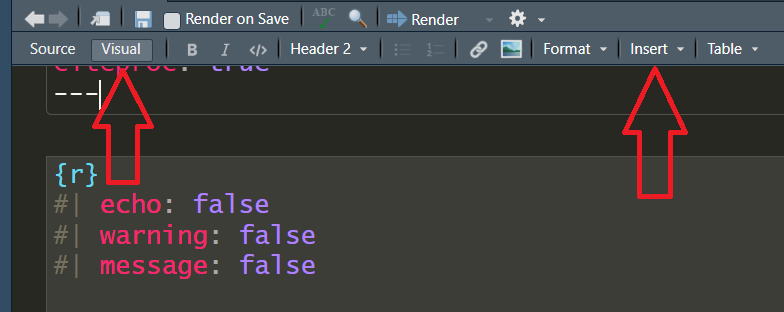 Render on Save ABC Render
Source Visual B I </> Header 2 Format Insert Table
: true
---
{r}
#| echo: false
#| warning: false
#| message: false